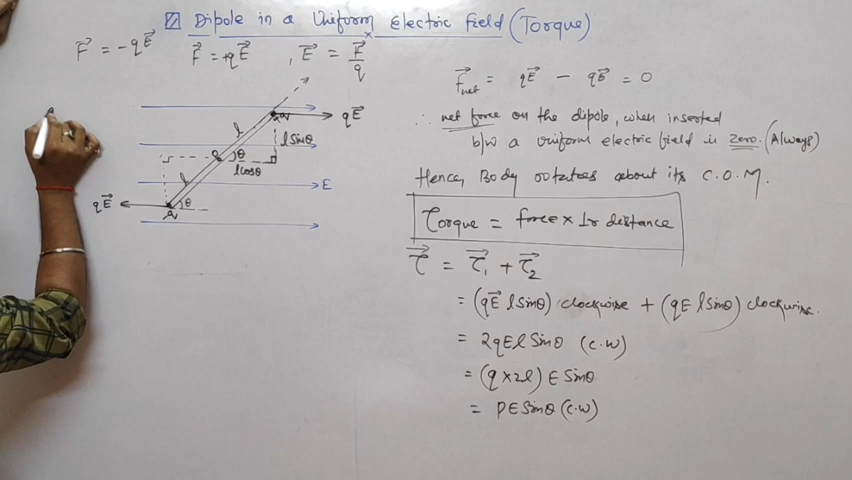 Dipole in a Uniform Electric field (Torque)
F⃗ = -qE⃗
F⃗ = +qE⃗ , E⃗ = F⃗/q
F⃗net = qE⃗ - qE⃗ = 0
∴ net force on the dipole, when inserted
b/w a uniform electric field is zero. (Always)
Hence, Body rotates about its C.O.M.
Torque = force × ⊥r distance
τ⃗ = τ⃗₁ + τ⃗₂
= (qE⃗ l Sinθ) clockwise + (qE l Sinθ) clockwise.
= 2qEl Sinθ (C.W)
= (q × 2l) E Sinθ
= PE Sinθ (C.W)
qE⃗
l
l Sinθ
θ
l cosθ
l
E
qE⃗
θ